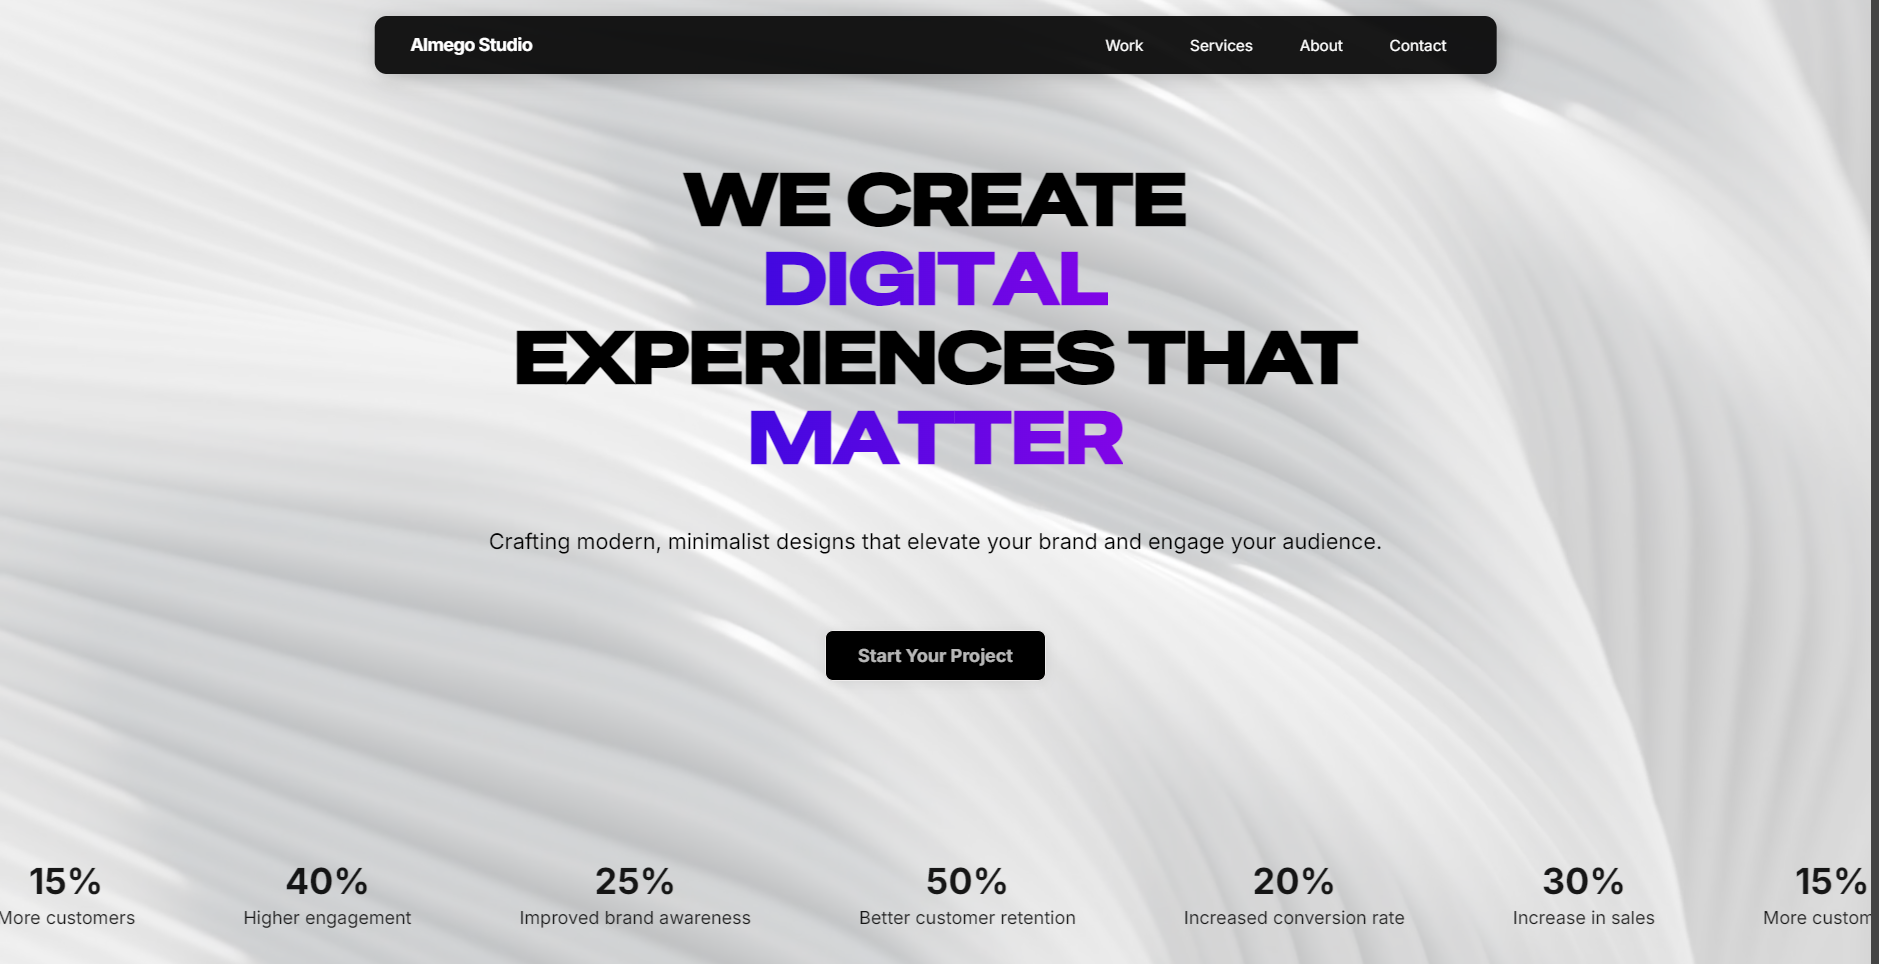 Almego Studio
Work
Services
About
Contact
WE CREATE
DIGITAL
EXPERIENCES THAT
MATTER
Crafting modern, minimalist designs that elevate your brand and engage your audience.
Start Your Project
15%
40%
25%
50%
20%
30%
15%
More customers
Higher engagement
Improved brand awareness
Better customer retention
Increased conversion rate
Increase in sales
More custom